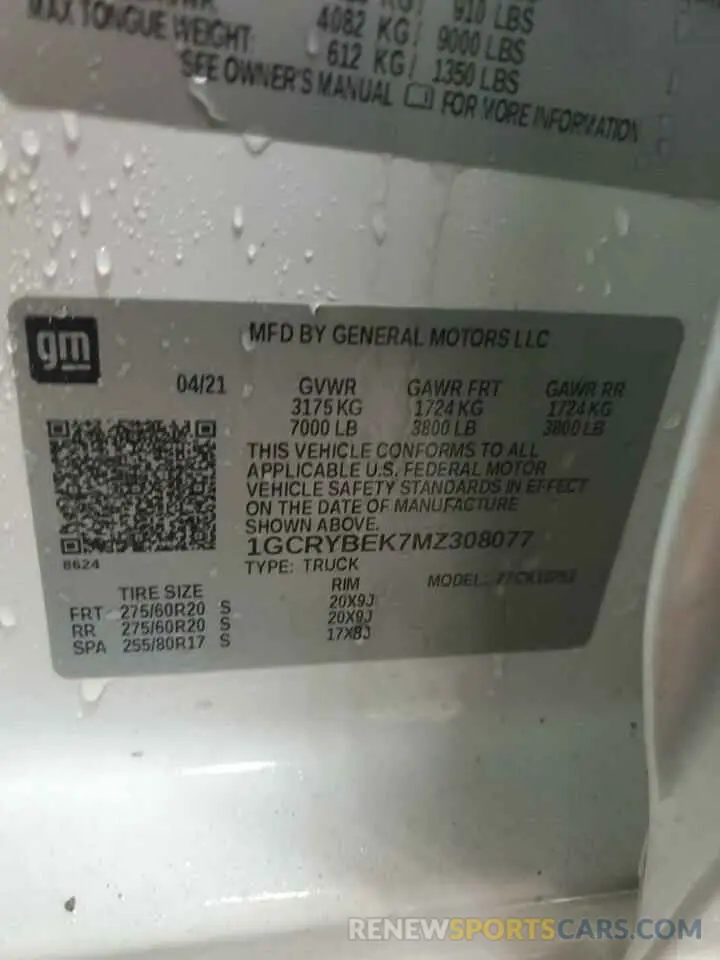 910 LBS
MAX TONGUE WEIGHT: 4082 KG/ 9000 LBS
612 KG/ 1350 LBS
SEE OWNER'S MANUAL FOR MORE INFORMATION
gm
MFD BY GENERAL MOTORS LLC
04/21 GVWR GAWR FRT GAWR RR
3175 KG 1724 KG 1724 KG
7000 LB 3800 LB 3800 LB
THIS VEHICLE CONFORMS TO ALL
APPLICABLE U.S. FEDERAL MOTOR
VEHICLE SAFETY STANDARDS IN EFFECT
ON THE DATE OF MANUFACTURE
SHOWN ABOVE.
8624
1GCRYBEK7MZ308077
TYPE: TRUCK MODEL:
TIRE SIZE RIM
FRT 275/60R20 S 20X9J
RR 275/60R20 S 20X9J
SPA 255/80R17 S 17X8J
RENEWSPORTSCARS.COM